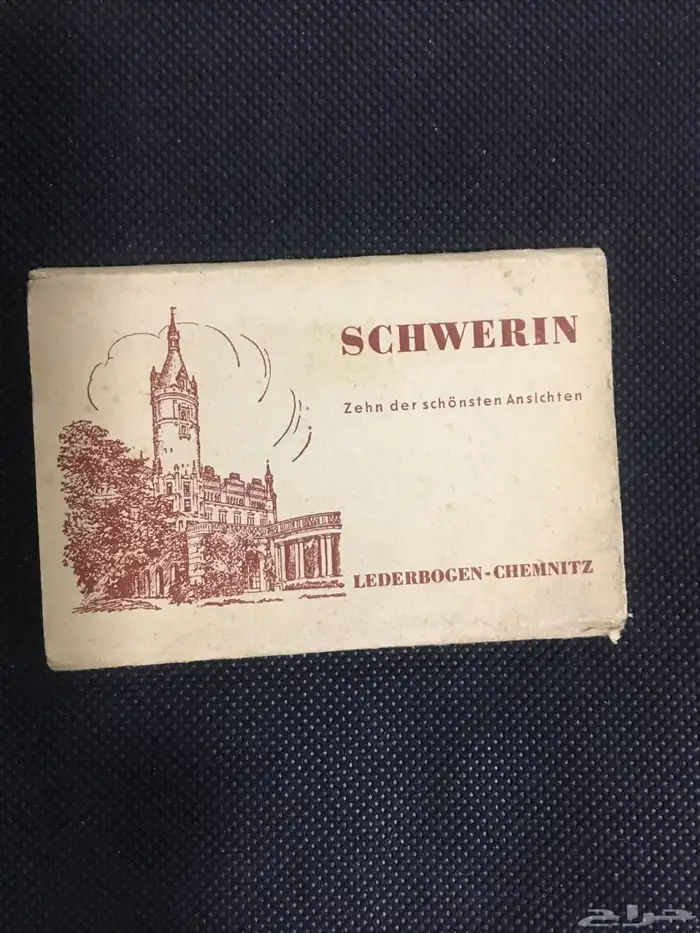 SCHWERIN
Zehn der schönsten Ansichten
LEDERBOGEN-CHEMNITZ
حراج